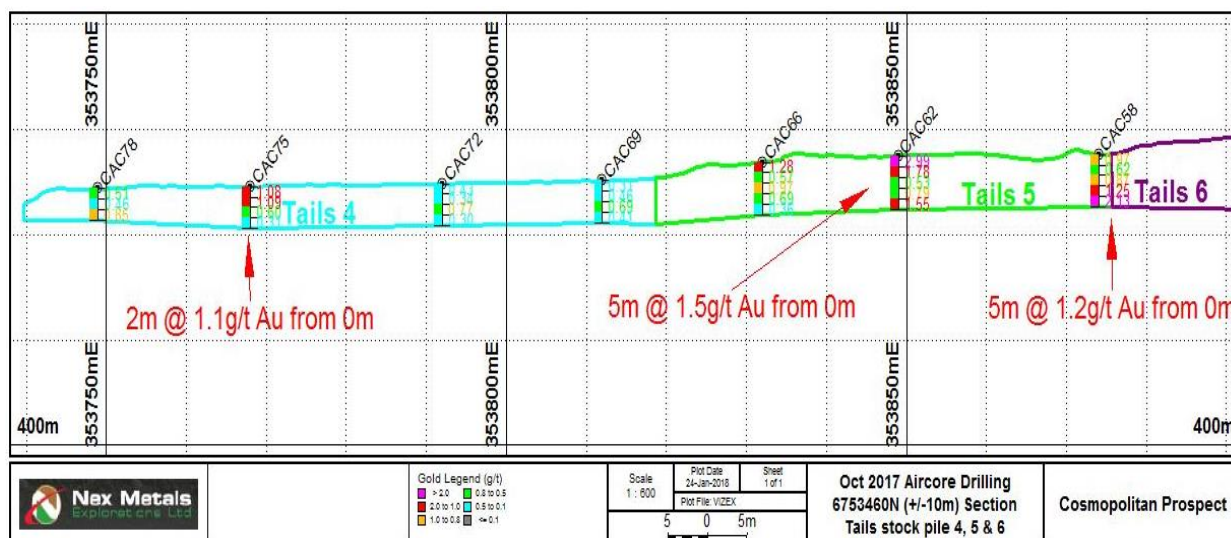 353750mE
353800mE
353850mE
@CAC78
@CAC75
@CAC72
@CAC69
@CAC66
@CAC62
@CAC58
Tails 4
Tails 5
Tails 6
2m @ 1.1g/t Au from 0m
5m @ 1.5g/t Au from 0m
5m @ 1.2g/t Au from 0m
353750mE
353800mE
353850mE
400m
400m
Nex Metals
Explorations Ltd
Gold Legend (g/t)
> 2.0
0.8 to 0.5
2.0 to 1.0
0.5 to 0.1
1.0 to 0.8
<= 0.1
Scale
1 : 600
Plot Date
24-Jan-2018
Sheet
1 of 1
Plot File: VIZEX
5 0 5m
Oct 2017 Aircore Drilling
6753460N (+/-10m) Section
Tails stock pile 4, 5 & 6
Cosmopolitan Prospect